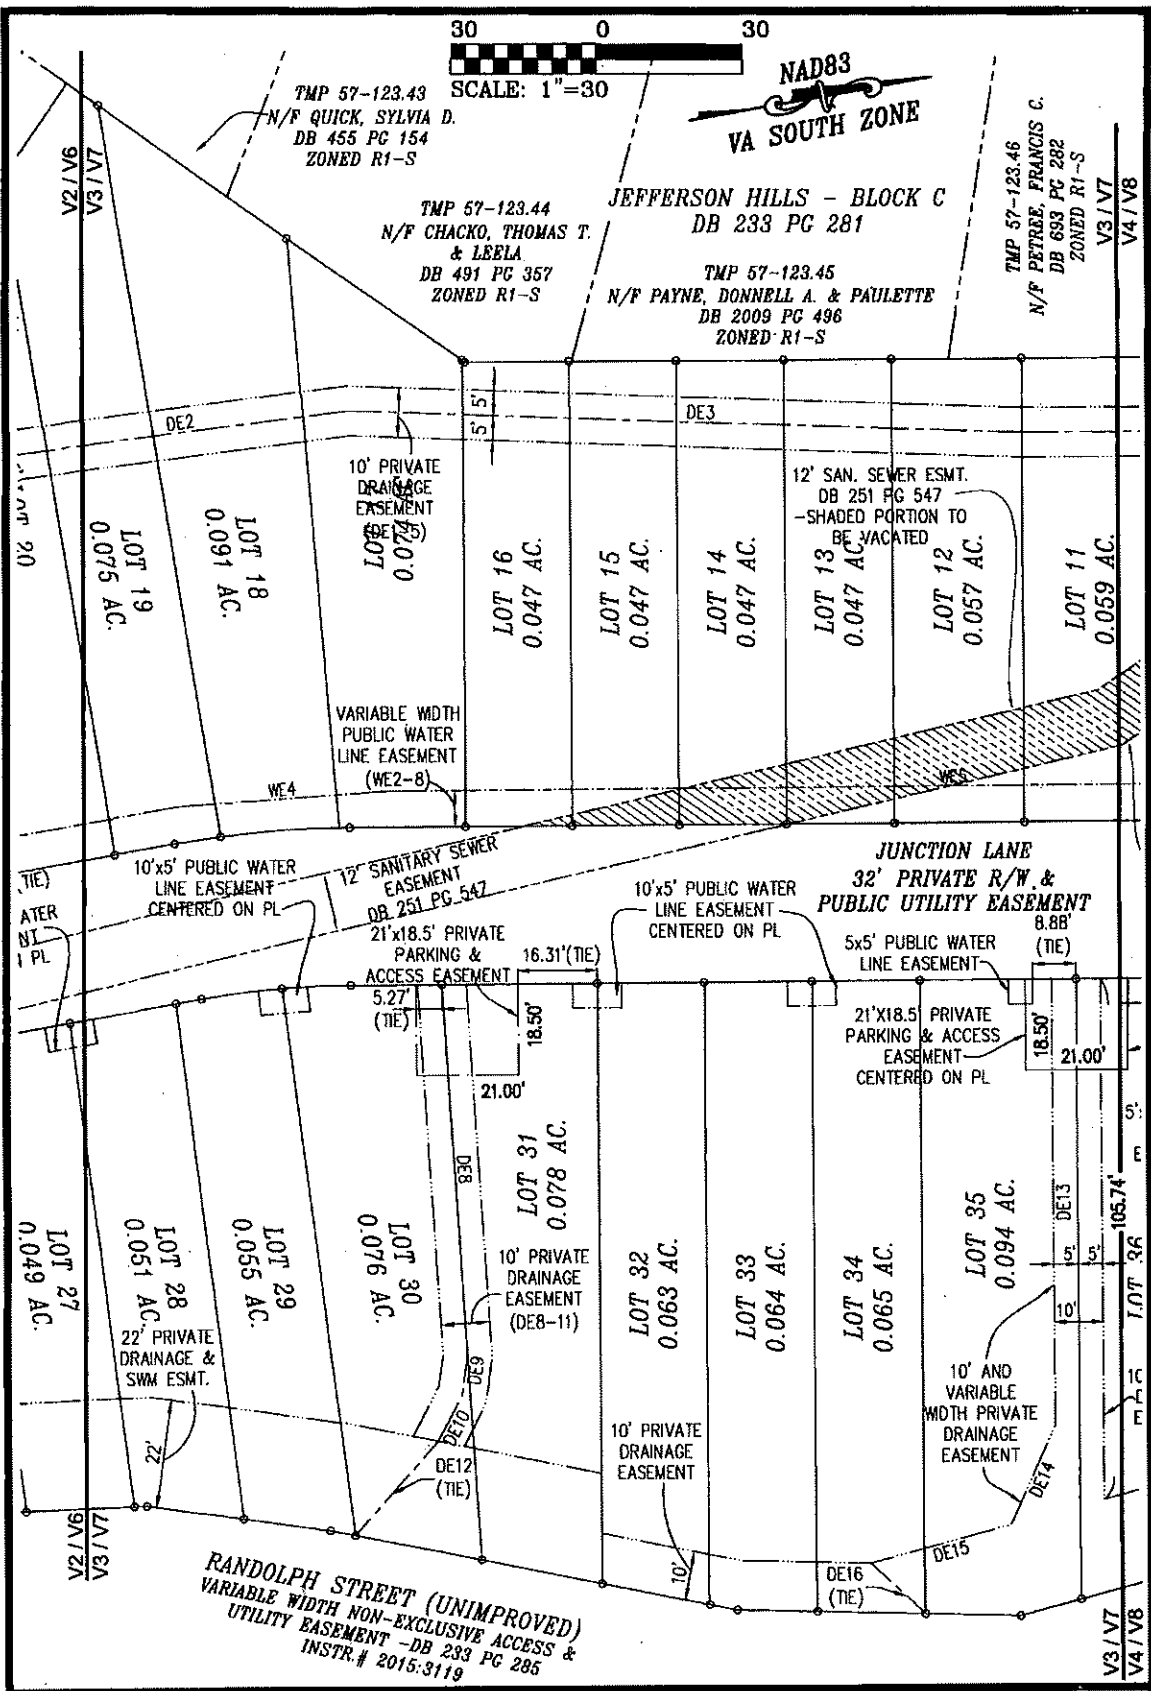 30 0 30
SCALE: 1"=30
NAD83
VA SOUTH ZONE
V2 / V6
V3 / V7
TMP 57-123.43
N/F QUICK, SYLVIA D.
DB 455 PG 154
ZONED R1-S
TMP 57-123.44
N/F CHACKO, THOMAS T.
& LEELA
DB 491 PG 357
ZONED R1-S
JEFFERSON HILLS - BLOCK C
DB 233 PG 281
TMP 57-123.45
N/F PAYNE, DONNELL A. & PAULETTE
DB 2009 PG 496
ZONED R1-S
TMP 57-123.46
N/F PETREE, FRANCIS C.
DB 693 PG 282
ZONED R1-S
V3 / V7
V4 / V8
DE2
5' 5'
DE3
10' PRIVATE
DRAINAGE
EASEMENT
12' SAN. SEWER ESMT.
DB 251 PG 547
-SHADED PORTION TO
BE VACATED
20
LOT 19
0.075 AC.
LOT 18
0.091 AC.
LOT
LOT 16
0.047 AC.
LOT 15
0.047 AC.
LOT 14
0.047 AC.
LOT 13
0.047 AC.
LOT 12
0.057 AC.
LOT 11
0.059 AC.
VARIABLE WIDTH
PUBLIC WATER
LINE EASEMENT
(WE2-8)
WE4
WE5
JUNCTION LANE
32' PRIVATE R/W &
PUBLIC UTILITY EASEMENT
TIE)
ATER
NT
PL
10'x5' PUBLIC WATER
LINE EASEMENT
CENTERED ON PL
12' SANITARY SEWER
EASEMENT
DB 251 PG 547
21'x18.5' PRIVATE
PARKING &
ACCESS EASEMENT
5.27'
(TIE)
16.31'(TIE)
18.50'
21.00'
10'x5' PUBLIC WATER
LINE EASEMENT
CENTERED ON PL
5x5' PUBLIC WATER
LINE EASEMENT
8.88'
(TIE)
21'X18.5' PRIVATE
PARKING & ACCESS
EASEMENT
CENTERED ON PL
18.50'
21.00'
5'
E
105.74'
LOT 27
0.049 AC.
LOT 28
0.051 AC.
LOT 29
0.055 AC.
LOT 30
0.076 AC.
DE8
LOT 31
0.078 AC.
LOT 32
0.063 AC.
LOT 33
0.064 AC.
LOT 34
0.065 AC.
LOT 35
0.094 AC.
DE13
5' 5'
10'
LOT 36
22' PRIVATE
DRAINAGE &
SWM ESMT.
22'
10' PRIVATE
DRAINAGE
EASEMENT
(DE8-11)
DE9
DE10
DE12
(TIE)
10' PRIVATE
DRAINAGE
EASEMENT
10'
10' AND
VARIABLE
WIDTH PRIVATE
DRAINAGE
EASEMENT
DE14
DE15
DE16
(TIE)
E
V2 / V6
V3 / V7
RANDOLPH STREET (UNIMPROVED)
VARIABLE WIDTH NON-EXCLUSIVE ACCESS &
UTILITY EASEMENT -DB 233 PG 285
INSTR.# 2015:3119
V3 / V7
V4 / V8